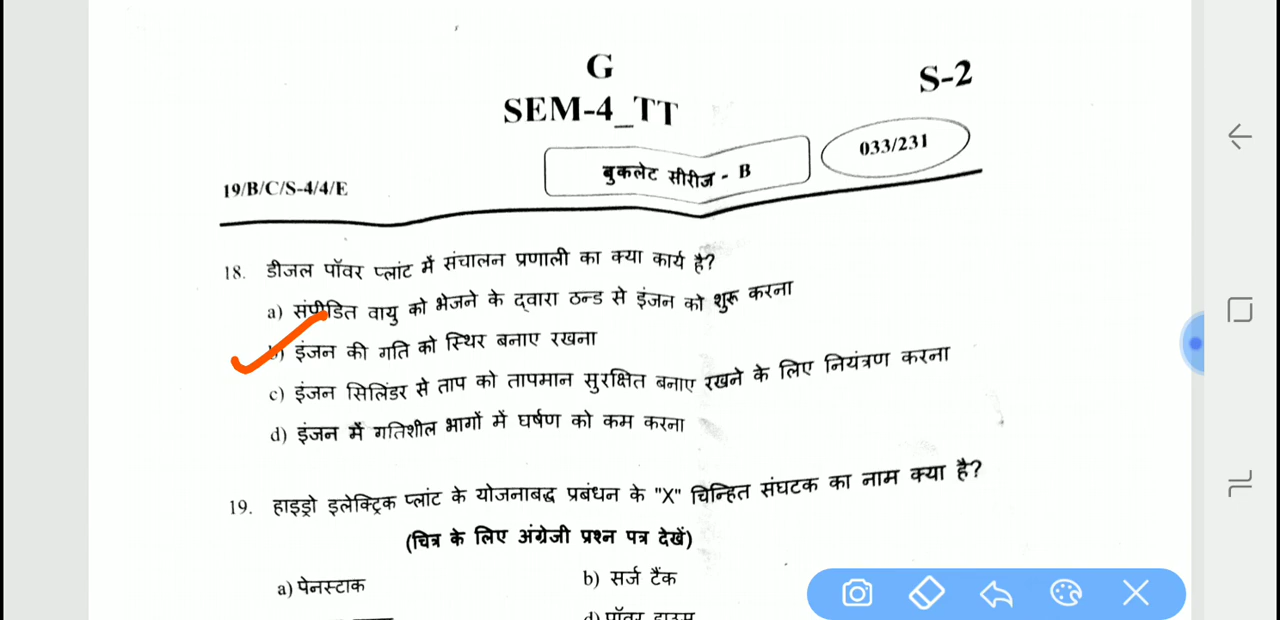 G
S-2
SEM-4_TT
033/231
बुकलेट सीरीज - B
19/B/C/S-4/4/E
18. डीजल पॉवर प्लांट में संचालन प्रणाली का क्या कार्य है?
a) संपीडित वायु को भेजने के द्वारा ठन्ड से इंजन को शुरू करना
b) इंजन की गति को स्थिर बनाए रखना
c) इंजन सिलिंडर से ताप को तापमान सुरक्षित बनाए रखने के लिए नियंत्रण करना
d) इंजन में गतिशील भागों में घर्षण को कम करना
19. हाइड्रो इलेक्ट्रिक प्लांट के योजनाबद्ध प्रबंधन के "X" चिन्हित संघटक का नाम क्या है?
(चित्र के लिए अंग्रेजी प्रश्न पत्र देखें)
a) पेनस्टाक
b) सर्ज टैंक
d) पॉवर हाउस